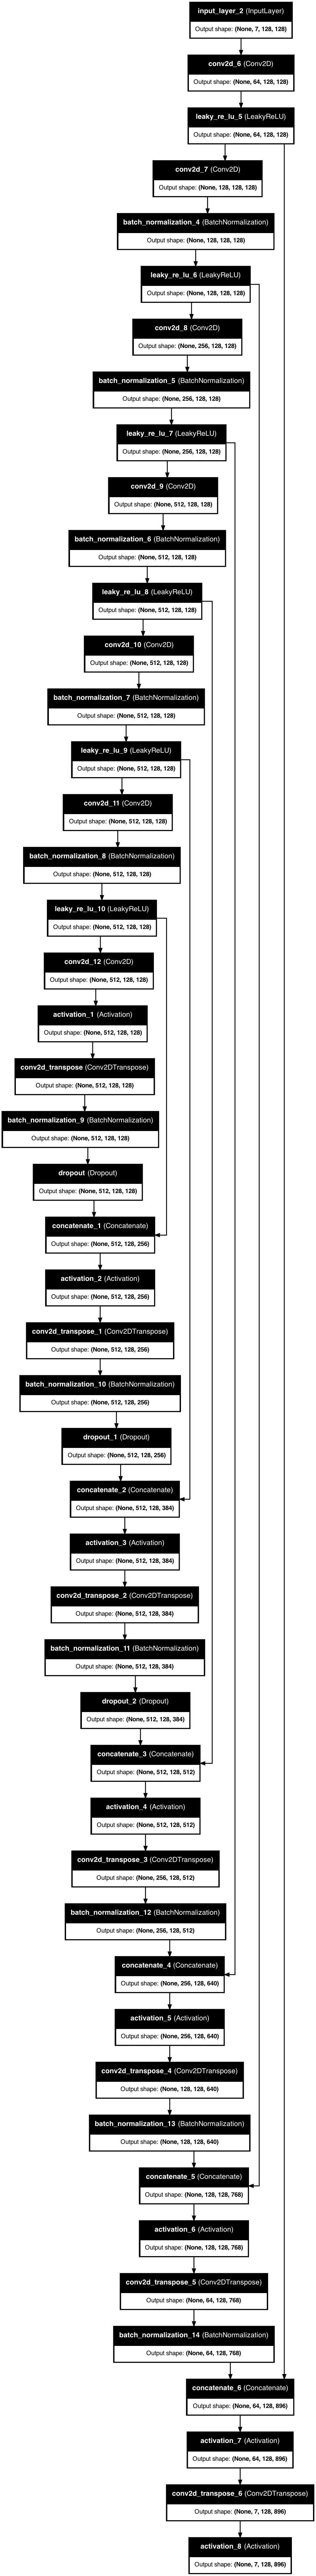 input_layer_2 (InputLayer)
Output shape: (None, 7, 128, 128)
conv2d_6 (Conv2D)
Output shape: (None, 64, 128, 128)
leaky_re_lu_5 (LeakyReLU)
Output shape: (None, 64, 128, 128)
conv2d_7 (Conv2D)
Output shape: (None, 128, 128, 128)
batch_normalization_4 (BatchNormalization)
Output shape: (None, 128, 128, 128)
leaky_re_lu_6 (LeakyReLU)
Output shape: (None, 128, 128, 128)
conv2d_8 (Conv2D)
Output shape: (None, 256, 128, 128)
batch_normalization_5 (BatchNormalization)
Output shape: (None, 256, 128, 128)
leaky_re_lu_7 (LeakyReLU)
Output shape: (None, 256, 128, 128)
conv2d_9 (Conv2D)
Output shape: (None, 512, 128, 128)
batch_normalization_6 (BatchNormalization)
Output shape: (None, 512, 128, 128)
leaky_re_lu_8 (LeakyReLU)
Output shape: (None, 512, 128, 128)
conv2d_10 (Conv2D)
Output shape: (None, 512, 128, 128)
batch_normalization_7 (BatchNormalization)
Output shape: (None, 512, 128, 128)
leaky_re_lu_9 (LeakyReLU)
Output shape: (None, 512, 128, 128)
conv2d_11 (Conv2D)
Output shape: (None, 512, 128, 128)
batch_normalization_8 (BatchNormalization)
Output shape: (None, 512, 128, 128)
leaky_re_lu_10 (LeakyReLU)
Output shape: (None, 512, 128, 128)
conv2d_12 (Conv2D)
Output shape: (None, 512, 128, 128)
activation_1 (Activation)
Output shape: (None, 512, 128, 128)
conv2d_transpose (Conv2DTranspose)
Output shape: (None, 512, 128, 128)
batch_normalization_9 (BatchNormalization)
Output shape: (None, 512, 128, 128)
dropout (Dropout)
Output shape: (None, 512, 128, 128)
concatenate_1 (Concatenate)
Output shape: (None, 512, 128, 256)
activation_2 (Activation)
Output shape: (None, 512, 128, 256)
conv2d_transpose_1 (Conv2DTranspose)
Output shape: (None, 512, 128, 256)
batch_normalization_10 (BatchNormalization)
Output shape: (None, 512, 128, 256)
dropout_1 (Dropout)
Output shape: (None, 512, 128, 256)
concatenate_2 (Concatenate)
Output shape: (None, 512, 128, 384)
activation_3 (Activation)
Output shape: (None, 512, 128, 384)
conv2d_transpose_2 (Conv2DTranspose)
Output shape: (None, 512, 128, 384)
batch_normalization_11 (BatchNormalization)
Output shape: (None, 512, 128, 384)
dropout_2 (Dropout)
Output shape: (None, 512, 128, 384)
concatenate_3 (Concatenate)
Output shape: (None, 512, 128, 512)
activation_4 (Activation)
Output shape: (None, 512, 128, 512)
conv2d_transpose_3 (Conv2DTranspose)
Output shape: (None, 256, 128, 512)
batch_normalization_12 (BatchNormalization)
Output shape: (None, 256, 128, 512)
concatenate_4 (Concatenate)
Output shape: (None, 256, 128, 640)
activation_5 (Activation)
Output shape: (None, 256, 128, 640)
conv2d_transpose_4 (Conv2DTranspose)
Output shape: (None, 128, 128, 640)
batch_normalization_13 (BatchNormalization)
Output shape: (None, 128, 128, 640)
concatenate_5 (Concatenate)
Output shape: (None, 128, 128, 768)
activation_6 (Activation)
Output shape: (None, 128, 128, 768)
conv2d_transpose_5 (Conv2DTranspose)
Output shape: (None, 64, 128, 768)
batch_normalization_14 (BatchNormalization)
Output shape: (None, 64, 128, 768)
concatenate_6 (Concatenate)
Output shape: (None, 64, 128, 896)
activation_7 (Activation)
Output shape: (None, 64, 128, 896)
conv2d_transpose_6 (Conv2DTranspose)
Output shape: (None, 7, 128, 896)
activation_8 (Activation)
Output shape: (None, 7, 128, 896)